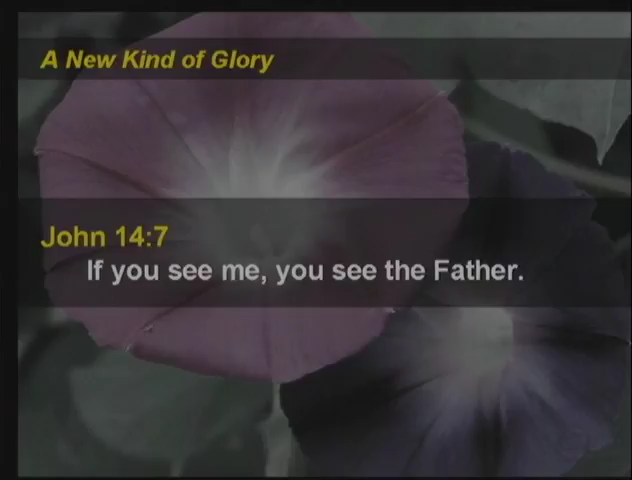 A New Kind of Glory
John 14:7
If you see me, you see the Father.